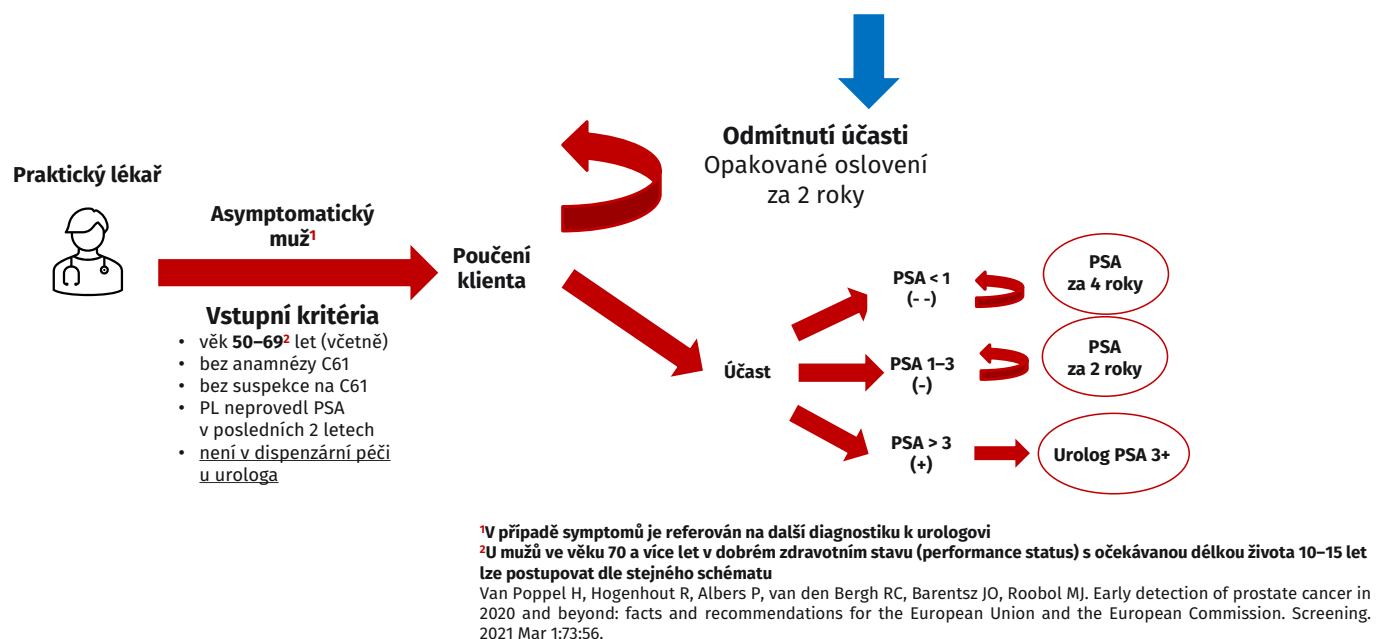 Odmítnutí účasti
Opakované oslovení
za 2 roky
Praktický lékař
Asymptomatický
muž¹
Poučení
klienta
Vstupní kritéria
• věk 50–69² let (včetně)
• bez anamnézy C61
• bez suspekce na C61
• PL neprovedl PSA
v posledních 2 letech
• není v dispenzární péči
u urologa
Účast
PSA < 1
(- -)
PSA
za 4 roky
PSA 1–3
(-)
PSA
za 2 roky
PSA > 3
(+)
Urolog PSA 3+
¹V případě symptomů je referován na další diagnostiku k urologovi
²U mužů ve věku 70 a více let v dobrém zdravotním stavu (performance status) s očekávanou délkou života 10–15 let
lze postupovat dle stejného schématu
Van Poppel H, Hogenhout R, Albers P, van den Bergh RC, Barentsz JO, Roobol MJ. Early detection of prostate cancer in
2020 and beyond: facts and recommendations for the European Union and the European Commission. Screening.
2021 Mar 1;73:56.